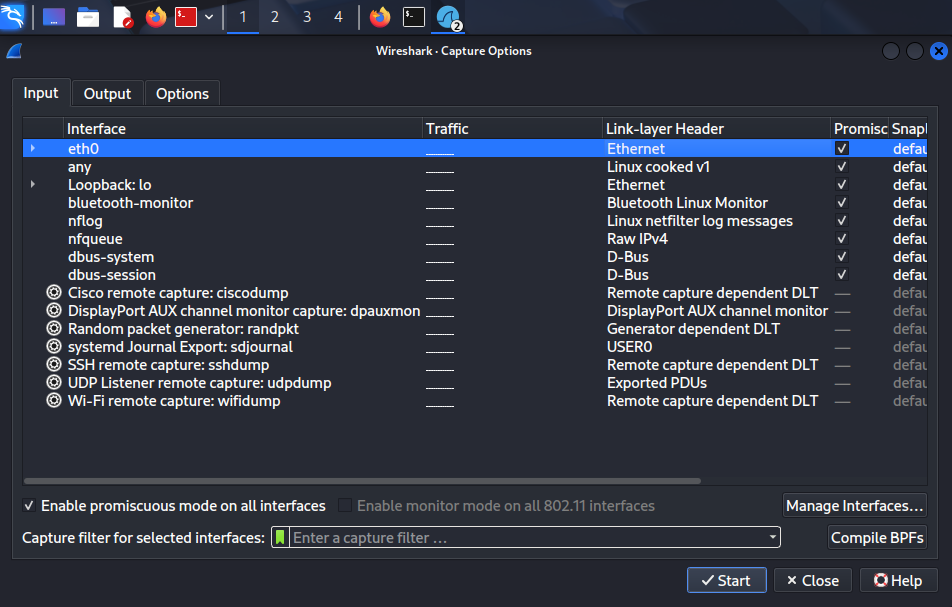 1 2 3 4 2
Wireshark · Capture Options
Input Output Options
Interface Traffic Link-layer Header Promisc Snapl
eth0 Ethernet defau
any Linux cooked v1 defau
Loopback: lo Ethernet defau
bluetooth-monitor Bluetooth Linux Monitor defau
nflog Linux netfilter log messages defau
nfqueue Raw IPv4 defau
dbus-system D-Bus defau
dbus-session D-Bus defau
Cisco remote capture: ciscodump Remote capture dependent DLT — defau
DisplayPort AUX channel monitor capture: dpauxmon DisplayPort AUX channel monitor — defau
Random packet generator: randpkt Generator dependent DLT — defau
systemd Journal Export: sdjournal USER0 — defau
SSH remote capture: sshdump Remote capture dependent DLT — defau
UDP Listener remote capture: udpdump Exported PDUs — defau
Wi-Fi remote capture: wifidump Remote capture dependent DLT — defau
Enable promiscuous mode on all interfaces Enable monitor mode on all 802.11 interfaces Manage Interfaces...
Capture filter for selected interfaces: Enter a capture filter ... Compile BPFs
Start Close Help